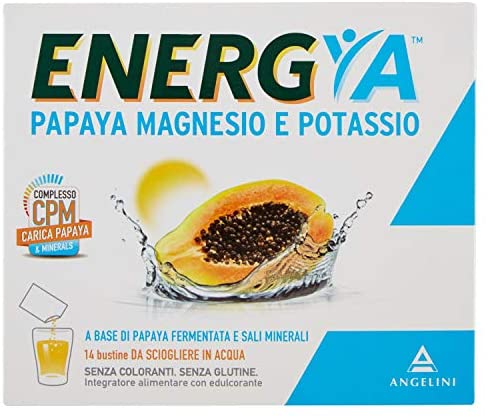 ENERGYA™
PAPAYA MAGNESIO E POTASSIO
COMPLESSO
CPM
CARICA PAPAYA
& MINERALS
A BASE DI PAPAYA FERMENTATA E SALI MINERALI
14 bustine DA SCIOGLIERE IN ACQUA
SENZA COLORANTI. SENZA GLUTINE.
Integratore alimentare con edulcorante
ANGELINI